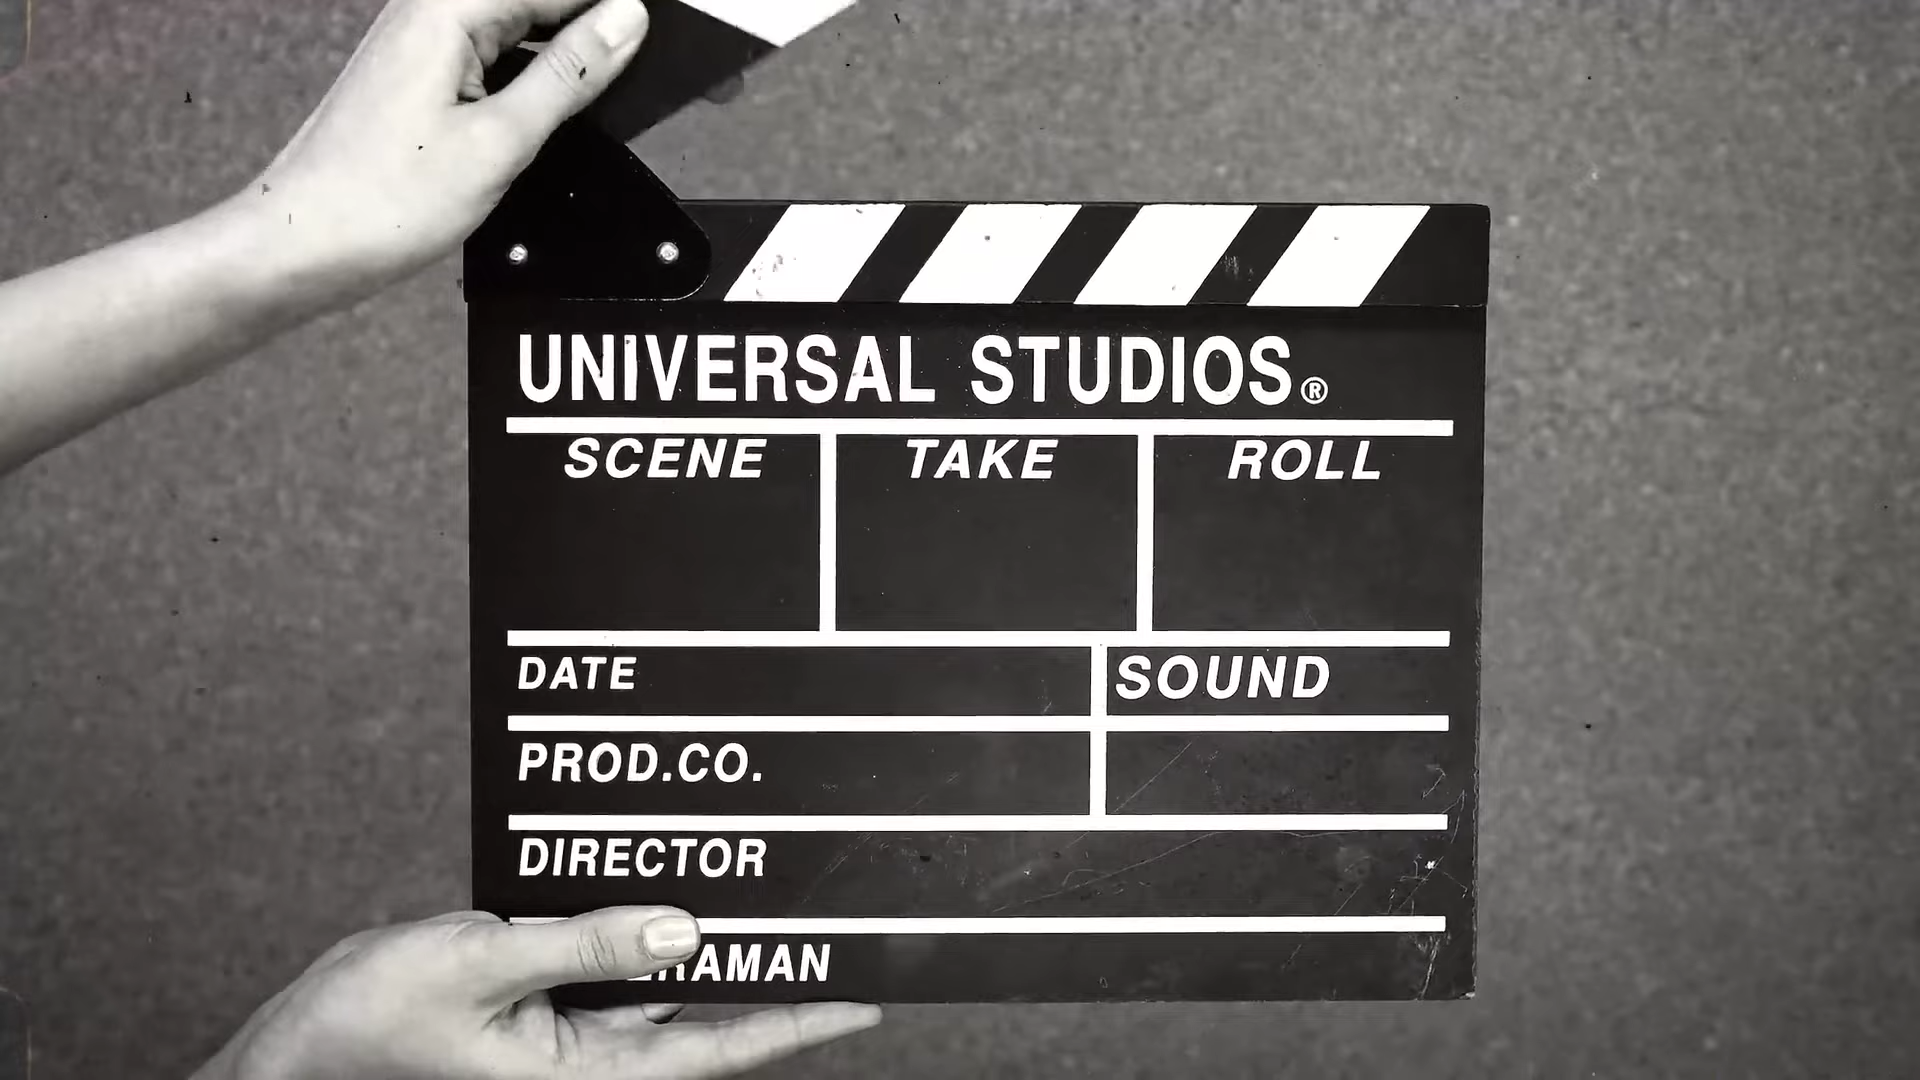 UNIVERSAL STUDIOS®
SCENE TAKE ROLL
DATE SOUND
PROD.CO.
DIRECTOR